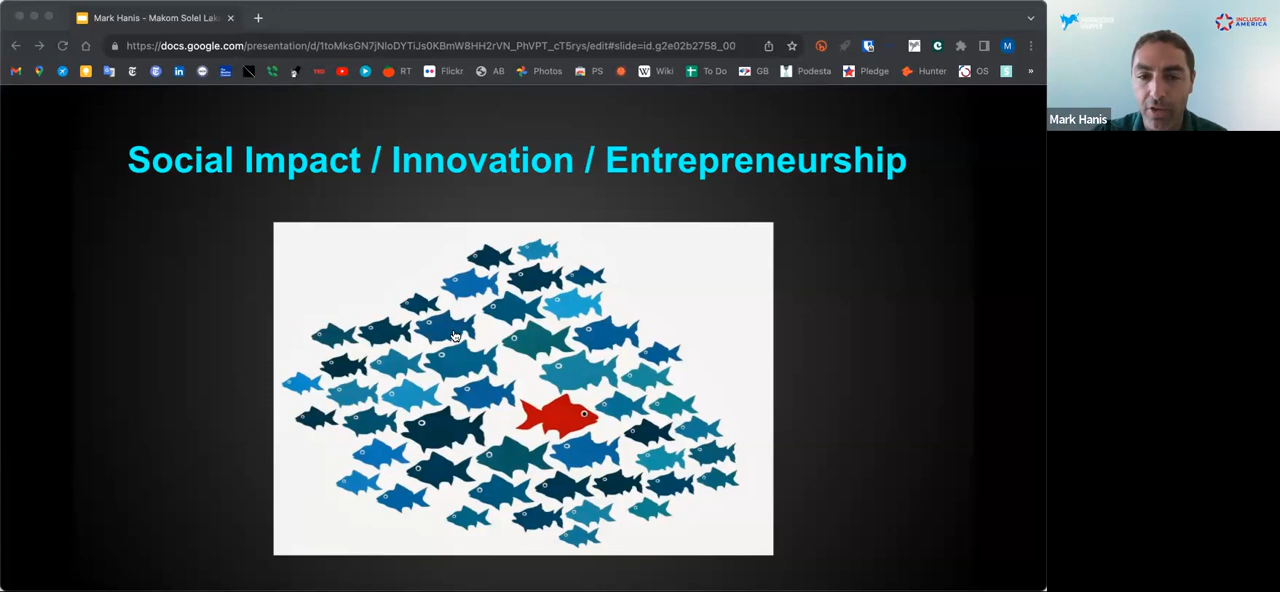 Mark Hanis - Makom Solel Lak
https://docs.google.com/presentation/d/1toMksGN7jNloDYTiJs0KBmW8HH2rVN_PhVPT_cT5rys/edit#slide=id.g2e02b2758_00
M
RT
Flickr
AB
Photos
PS
Wiki
To Do
GB
Podesta
Pledge
Hunter
OS
»
Social Impact / Innovation / Entrepreneurship
INCLUSIVE
AMERICA
Mark Hanis